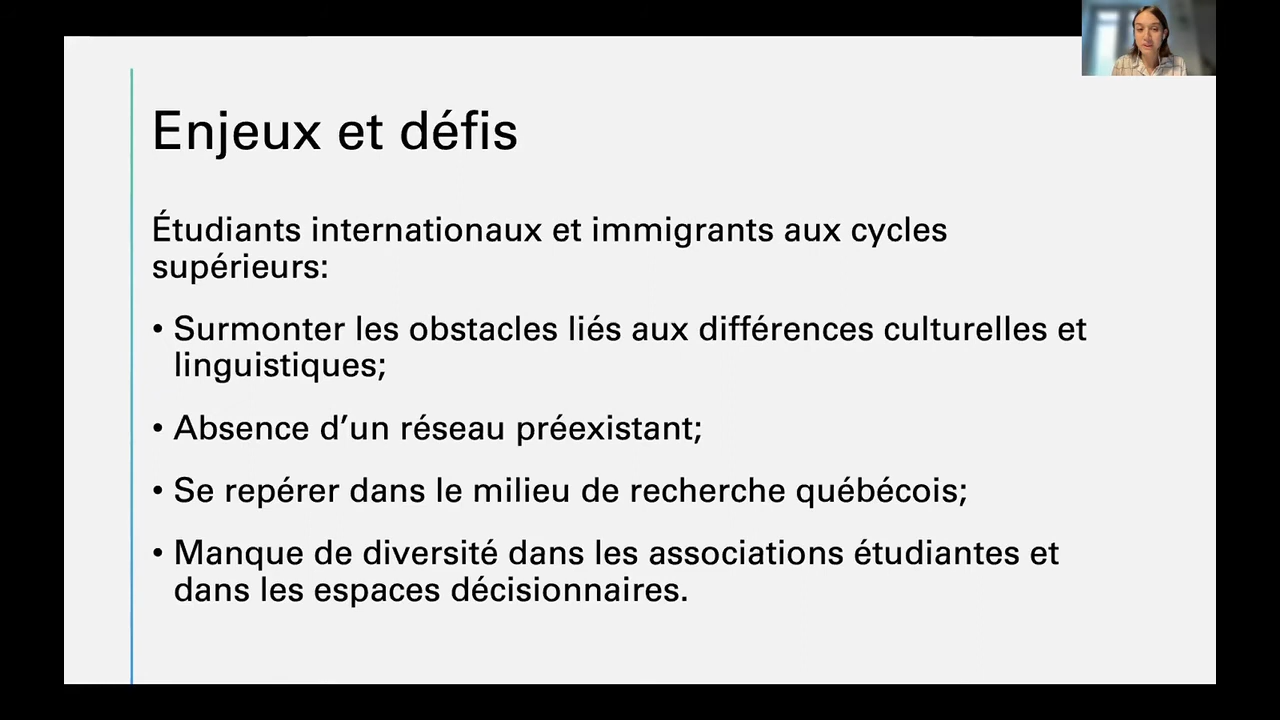 Enjeux et défis
Étudiants internationaux et immigrants aux cycles
supérieurs:
• Surmonter les obstacles liés aux différences culturelles et
linguistiques;
• Absence d’un réseau préexistant;
• Se repérer dans le milieu de recherche québécois;
• Manque de diversité dans les associations étudiantes et
dans les espaces décisionnaires.